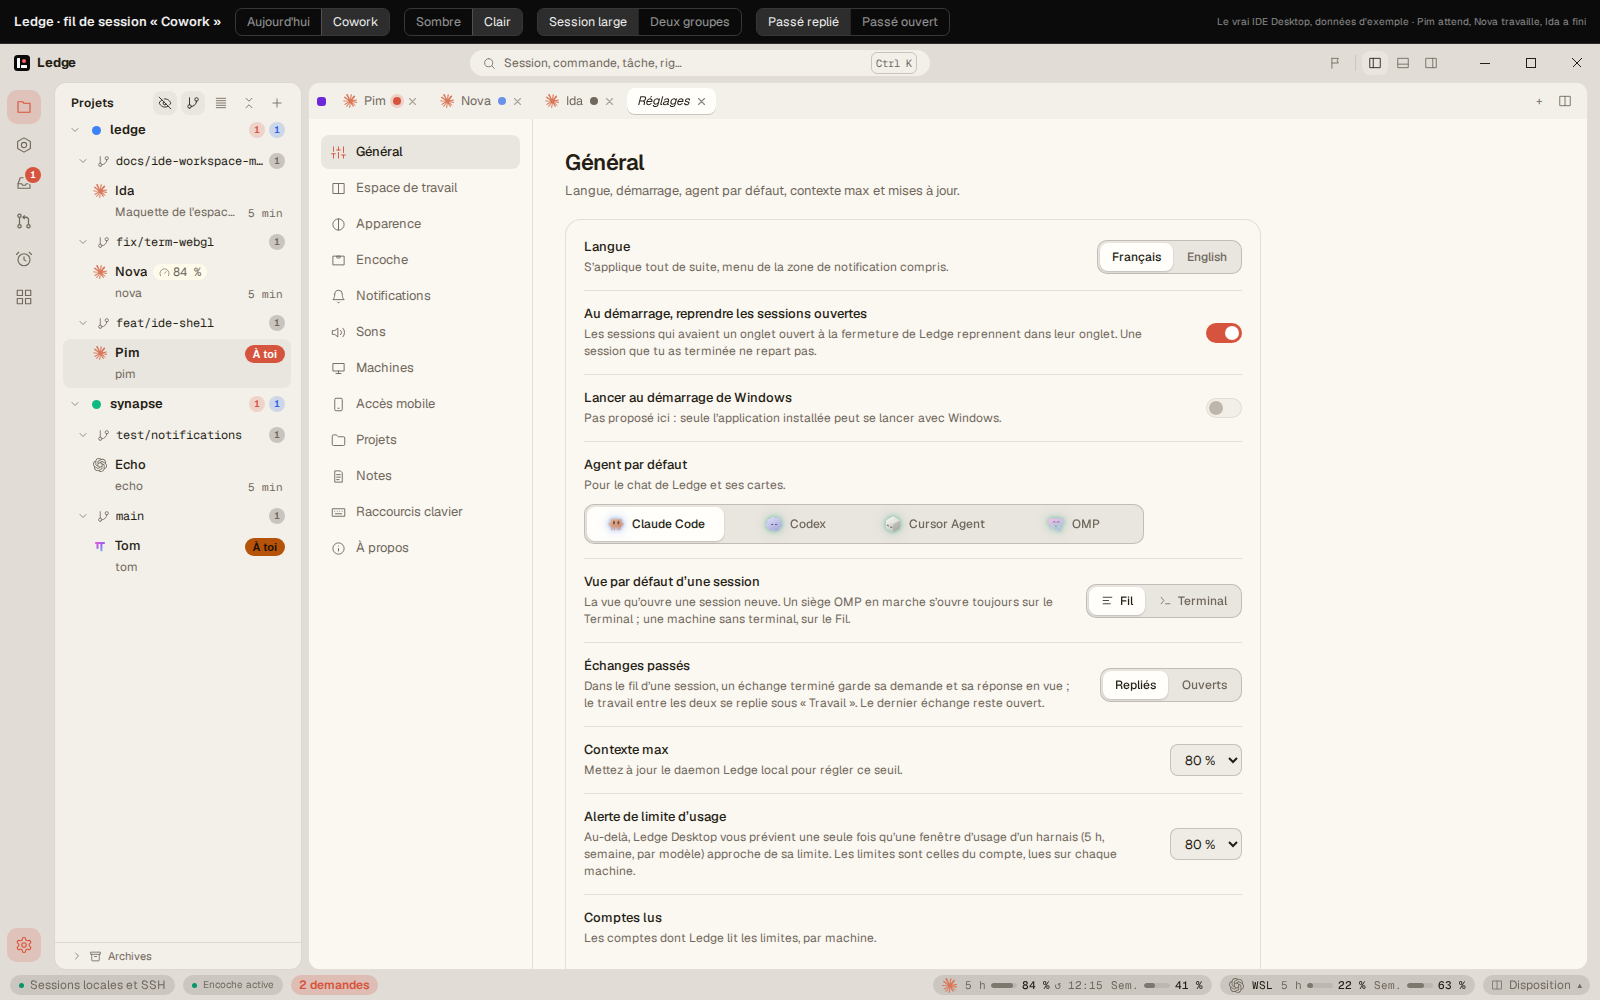 Ledge · fil de session « Cowork »
Aujourd'hui
Cowork
Sombre
Clair
Session large
Deux groupes
Passé replié
Passé ouvert
Le vrai IDE Desktop, données d'exemple · Pim attend, Nova travaille, Ida a fini
Ledge
Session, commande, tâche, rig…
Ctrl K
Projets
ledge
1
1
docs/ide-workspace-m…
1
Ida
Maquette de l'espac…
5 min
fix/term-webgl
1
Nova
84 %
nova
5 min
feat/ide-shell
1
Pim
À toi
pim
synapse
1
1
test/notifications
1
Echo
echo
5 min
main
1
Tom
À toi
tom
Archives
1
Pim
Nova
Ida
Réglages
+
Général
Espace de travail
Apparence
Encoche
Notifications
Sons
Machines
Accès mobile
Projets
Notes
Raccourcis clavier
À propos
Général
Langue, démarrage, agent par défaut, contexte max et mises à jour.
Langue
S'applique tout de suite, menu de la zone de notification compris.
Français
English
Au démarrage, reprendre les sessions ouvertes
Les sessions qui avaient un onglet ouvert à la fermeture de Ledge reprennent dans leur onglet. Une
session que tu as terminée ne repart pas.
Lancer au démarrage de Windows
Pas proposé ici : seule l'application installée peut se lancer avec Windows.
Agent par défaut
Pour le chat de Ledge et ses cartes.
Claude Code
Codex
Cursor Agent
OMP
Vue par défaut d'une session
La vue qu'ouvre une session neuve. Un siège OMP en marche s'ouvre toujours sur le
Terminal ; une machine sans terminal, sur le Fil.
Fil
Terminal
Échanges passés
Dans le fil d'une session, un échange terminé garde sa demande et sa réponse en vue ;
le travail entre les deux se replie sous « Travail ». Le dernier échange reste ouvert.
Repliés
Ouverts
Contexte max
Mettez à jour le daemon Ledge local pour régler ce seuil.
80 %
Alerte de limite d'usage
Au-delà, Ledge Desktop vous prévient une seule fois qu'une fenêtre d'usage d'un harnais (5 h,
semaine, par modèle) approche de sa limite. Les limites sont celles du compte, lues sur chaque
machine.
80 %
Comptes lus
Les comptes dont Ledge lit les limites, par machine.
Sessions locales et SSH
Encoche active
2 demandes
5 h
84 %
↺ 12:15
Sem.
41 %
WSL
5 h
22 %
Sem.
63 %
Disposition